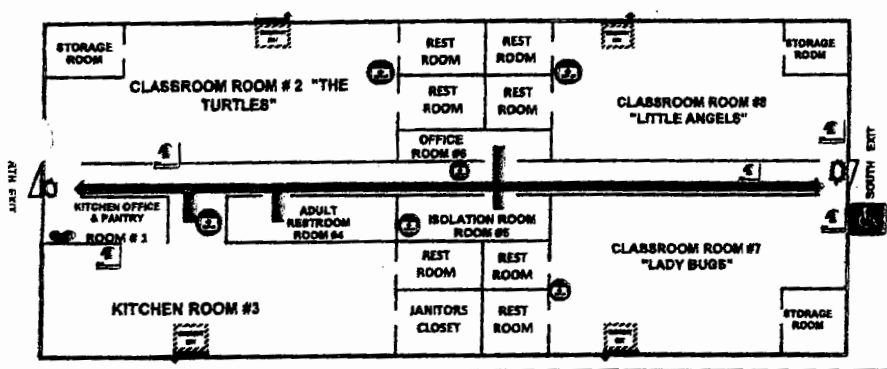 STORAGE
ROOM
CLASSROOM ROOM # 2 "THE
TURTLES"
REST
ROOM
REST
ROOM
REST
ROOM
REST
ROOM
OFFICE
ROOM #6
STORAGE
ROOM
CLASSROOM ROOM #8
"LITTLE ANGELS"
SOUTH EXIT
EXIT
KITCHEN OFFICE
& PANTRY
ROOM # 1
ADULT
RESTROOM
ROOM #4
ISOLATION ROOM
ROOM #5
CLASSROOM ROOM #7
"LADY BUGS"
KITCHEN ROOM #3
REST
ROOM
REST
ROOM
JANITORS
CLOSET
REST
ROOM
STORAGE
ROOM